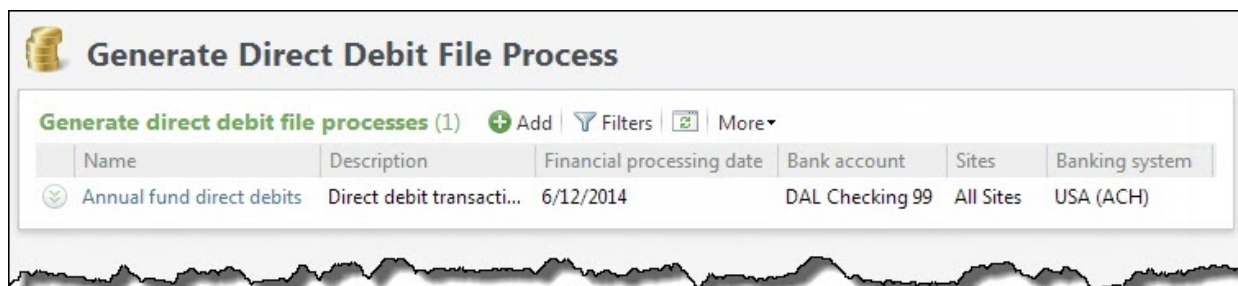 Generate Direct Debit File Process
Generate direct debit file processes (1) Add Filters More
Name Description Financial processing date Bank account Sites Banking system
Annual fund direct debits Direct debit transacti... 6/12/2014 DAL Checking 99 All Sites USA (ACH)